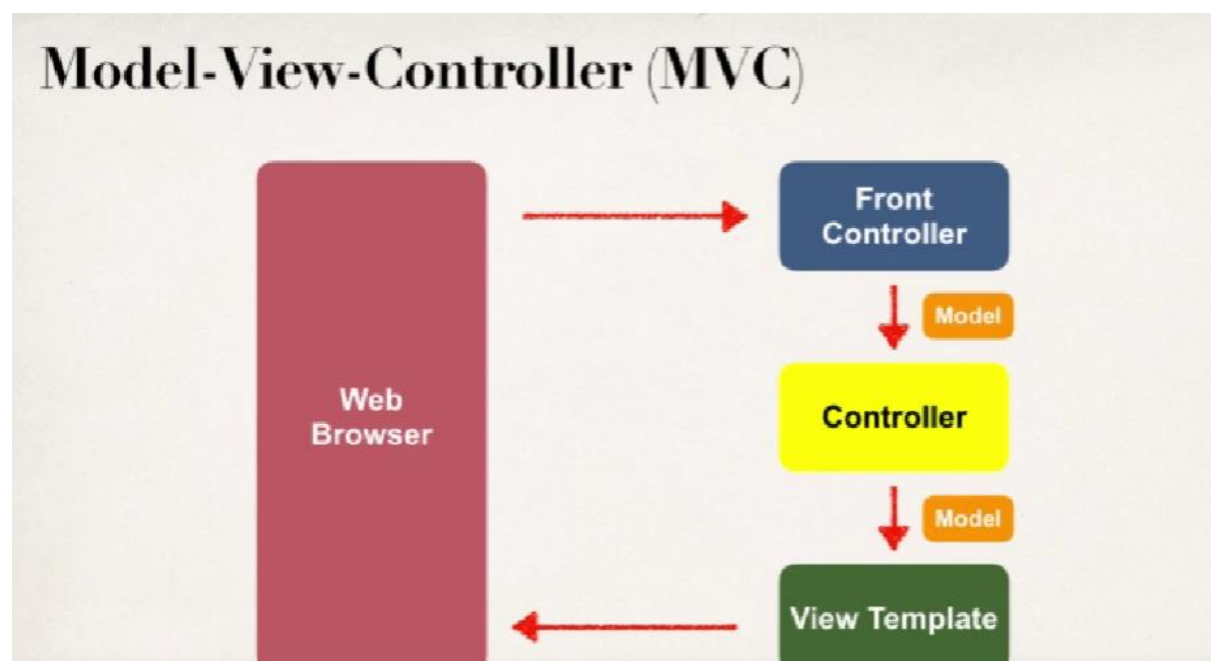 Model-View-Controller (MVC)
Front
Controller
Model
Web
Browser
Controller
Model
View Template